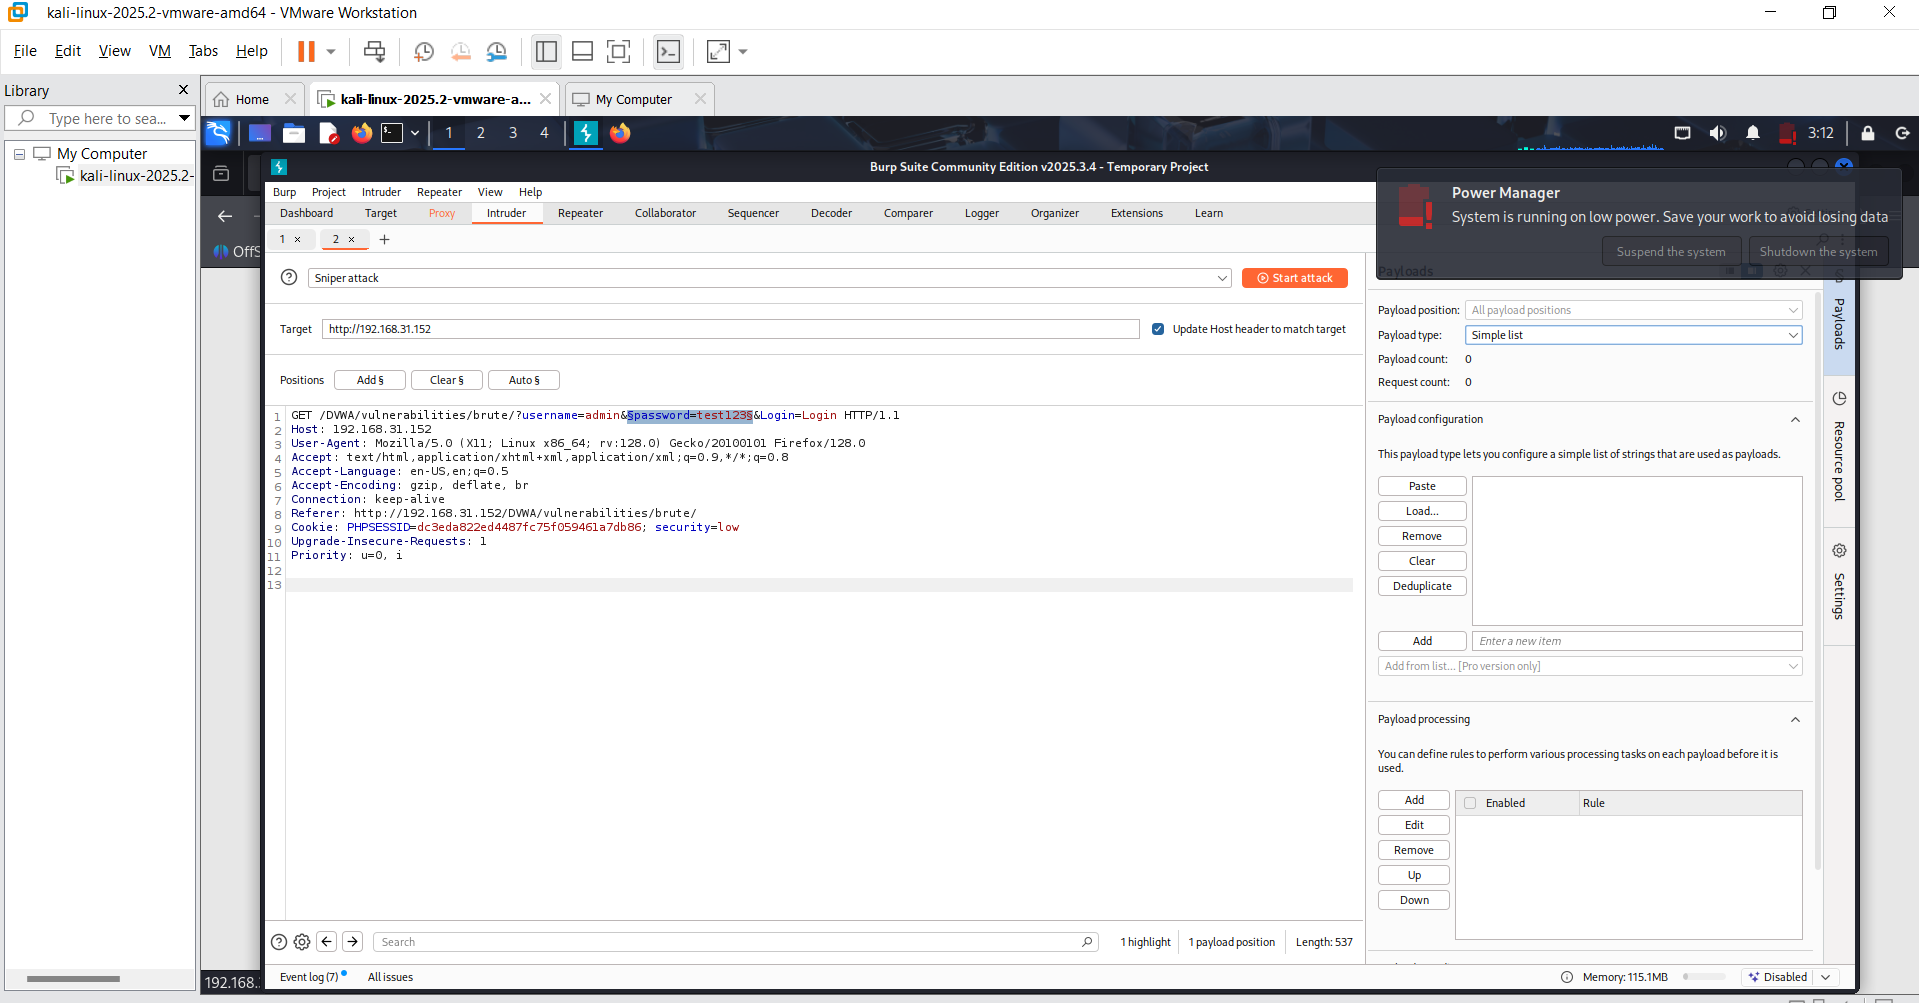 kali-linux-2025.2-vmware-amd64 - VMware Workstation
File Edit View VM Tabs Help
Library
Type here to sea...
My Computer
kali-linux-2025.2-
Home
kali-linux-2025.2-vmware-a...
My Computer
1 2 3 4
3:12
Burp Suite Community Edition v2025.3.4 - Temporary Project
Burp Project Intruder Repeater View Help
Dashboard Target Proxy Intruder Repeater Collaborator Sequencer Decoder Comparer Logger Organizer Extensions Learn
1 × 2 × +
Power Manager
System is running on low power. Save your work to avoid losing data
Suspend the system Shutdown the system
OffS
Sniper attack
Start attack
Target http://192.168.31.152
Update Host header to match target
Positions Add § Clear § Auto §
1 GET /DVWA/vulnerabilities/brute/?username=admin&§password=test123§&Login=Login HTTP/1.1
2 Host: 192.168.31.152
3 User-Agent: Mozilla/5.0 (X11; Linux x86_64; rv:128.0) Gecko/20100101 Firefox/128.0
4 Accept: text/html,application/xhtml+xml,application/xml;q=0.9,*/*;q=0.8
5 Accept-Language: en-US,en;q=0.5
6 Accept-Encoding: gzip, deflate, br
7 Connection: keep-alive
8 Referer: http://192.168.31.152/DVWA/vulnerabilities/brute/
9 Cookie: PHPSESSID=dc3eda822ed4487fc75f059461a7db86; security=low
10 Upgrade-Insecure-Requests: 1
11 Priority: u=0, i
12
13
Payloads
Payload position: All payload positions
Payload type: Simple list
Payload count: 0
Request count: 0
Payload configuration
This payload type lets you configure a simple list of strings that are used as payloads.
Paste
Load...
Remove
Clear
Deduplicate
Add Enter a new item
Add from list... [Pro version only]
Payload processing
You can define rules to perform various processing tasks on each payload before it is
used.
Add
Enabled Rule
Edit
Remove
Up
Down
Payloads
Resource pool
Settings
Search
1 highlight 1 payload position Length: 537
Event log (7) All issues
Memory: 115.1MB
Disabled
192.168.